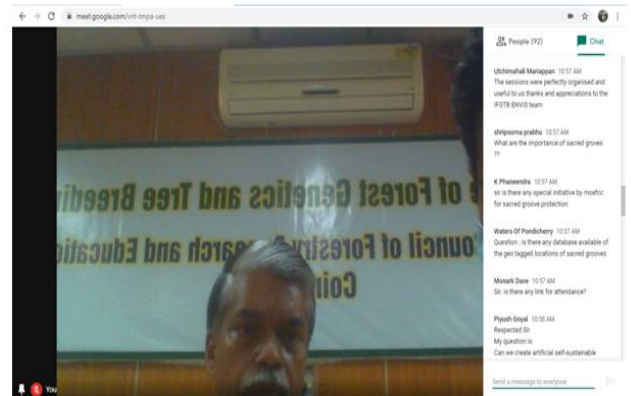 meet.google.com/vnt-tmpa-ues
People (92)
Chat
e of Forest Genetics and Tree Breeding
ouncil of Forestry Research and Education
Coim
You
Utchimahali Mariappan 10:57 AM
The sessions were perfectly organised and
useful to us thanks and appreciations to the
IFGTB ENVIS team
shripoorna prabhu 10:57 AM
What are the importance of sacred groves
??
K Phaneendra 10:57 AM
sir is there any special initiative by moefcc
for sacred groove protection.
Waters Of Pondicherry 10:57 AM
Question : is there any database available of
the geo tagged locations of sacred grooves
Monark Dave 10:57 AM
Sir. is there any link for attendance?
Piyush Goyal 10:58 AM
Respected Sir
My question is:
Can we create artificial self-sustainable
Send a message to everyone